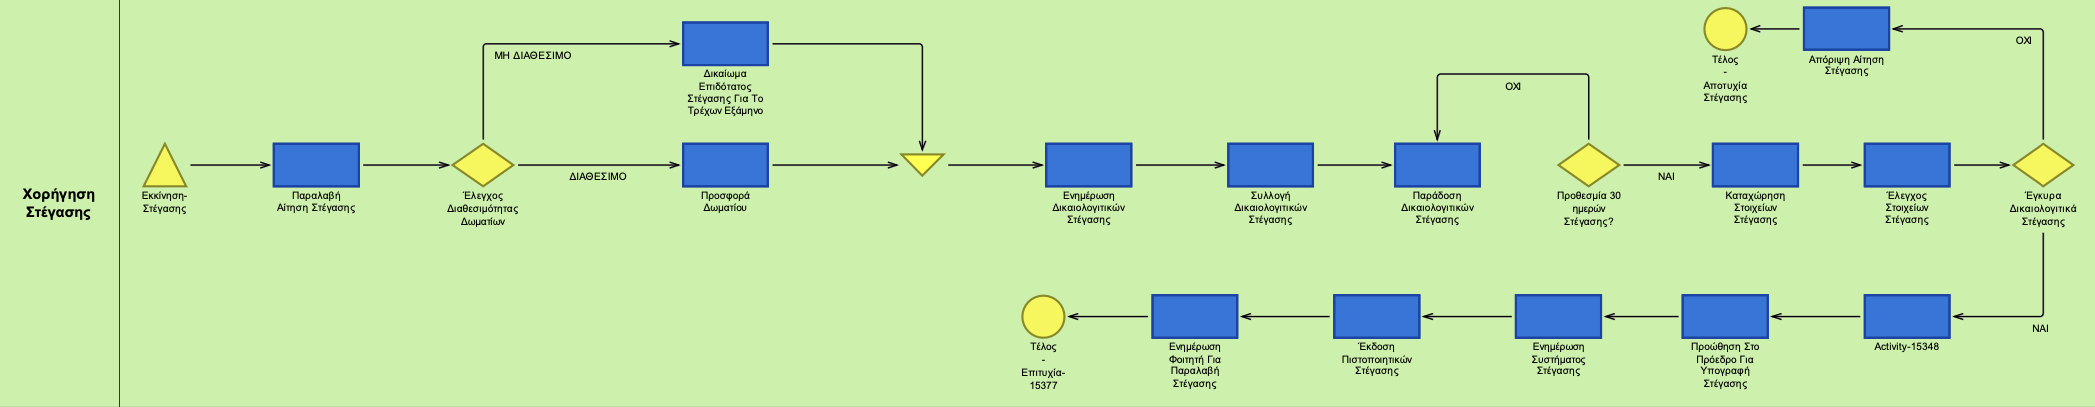 Χορήγηση
Στέγασης
Εκκίνηση-
Στέγασης
Παραλαβή
Αίτηση Στέγασης
Έλεγχος
Διαθεσιμότητας
Δωματίων
ΜΗ ΔΙΑΘΕΣΙΜΟ
ΔΙΑΘΕΣΙΜΟ
Δικαίωμα
Επιδότατος
Στέγασης Για Το
Τρέχων Εξάμηνο
Προσφορά
Δωματίου
Ενημέρωση
Δικαιολογιτικών
Στέγασης
Συλλογή
Δικαιολογιτικών
Στέγασης
Παράδοση
Δικαιολογιτικών
Στέγασης
ΟΧΙ
Προθεσμία 30
ημερών
Στέγασης?
ΝΑΙ
Καταχώρηση
Στοιχείων
Στέγασης
Έλεγχος
Στοιχείων
Στέγασης
Έγκυρα
Δικαιολογητικά
Στέγασης
ΟΧΙ
Απόριψη Αίτηση
Στέγασης
Τέλος
-
Αποτυχία
Στέγασης
ΝΑΙ
Activity-15348
Προώθηση Στο
Πρόεδρο Για
Υπογραφή
Στέγασης
Ενημέρωση
Συστήματος
Στέγασης
Έκδοση
Πιστοποιητικών
Στέγασης
Ενημέρωση
Φοιτητή Για
Παραλαβή
Στέγασης
Τέλος
-
Επιτυχία-
15377